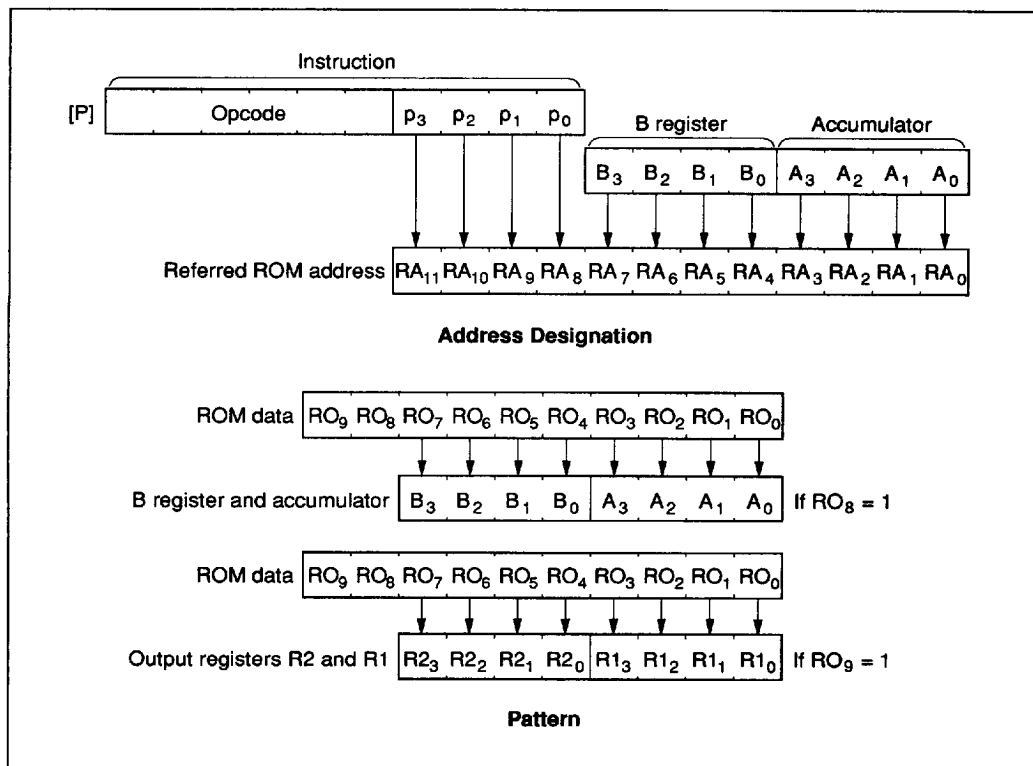 Instruction
[P] Opcode p3 p2 p1 p0
B register Accumulator
B3 B2 B1 B0 A3 A2 A1 A0
Referred ROM address RA11 RA10 RA9 RA8 RA7 RA6 RA5 RA4 RA3 RA2 RA1 RA0
Address Designation
ROM data RO9 RO8 RO7 RO6 RO5 RO4 RO3 RO2 RO1 RO0
B register and accumulator B3 B2 B1 B0 A3 A2 A1 A0 If RO8 = 1
ROM data RO9 RO8 RO7 RO6 RO5 RO4 RO3 RO2 RO1 RO0
Output registers R2 and R1 R23 R22 R21 R20 R13 R12 R11 R10 If RO9 = 1
Pattern